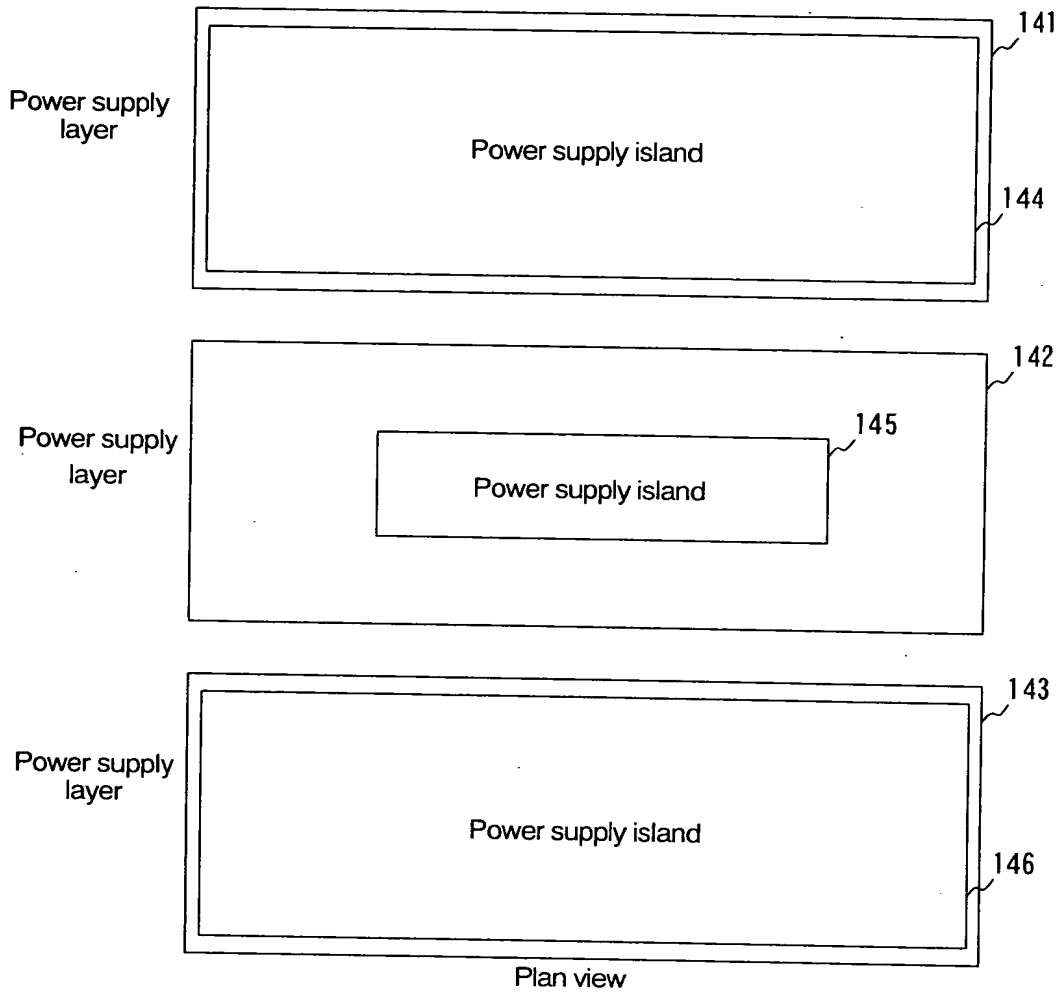 141
Power supply
layer
Power supply island
144
142
Power supply
layer
145
Power supply island
143
Power supply
layer
Power supply island
146
Plan view